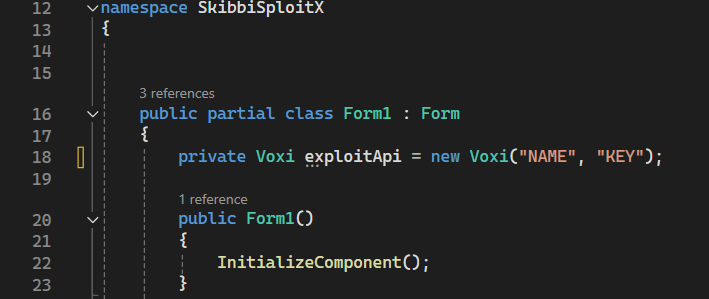 12 namespace SkibbiSploitX
13 {
14
15
3 references
16 public partial class Form1 : Form
17 {
18 private Voxi exploitApi = new Voxi("NAME", "KEY");
19
1 reference
20 public Form1()
21 {
22 InitializeComponent();
23 }